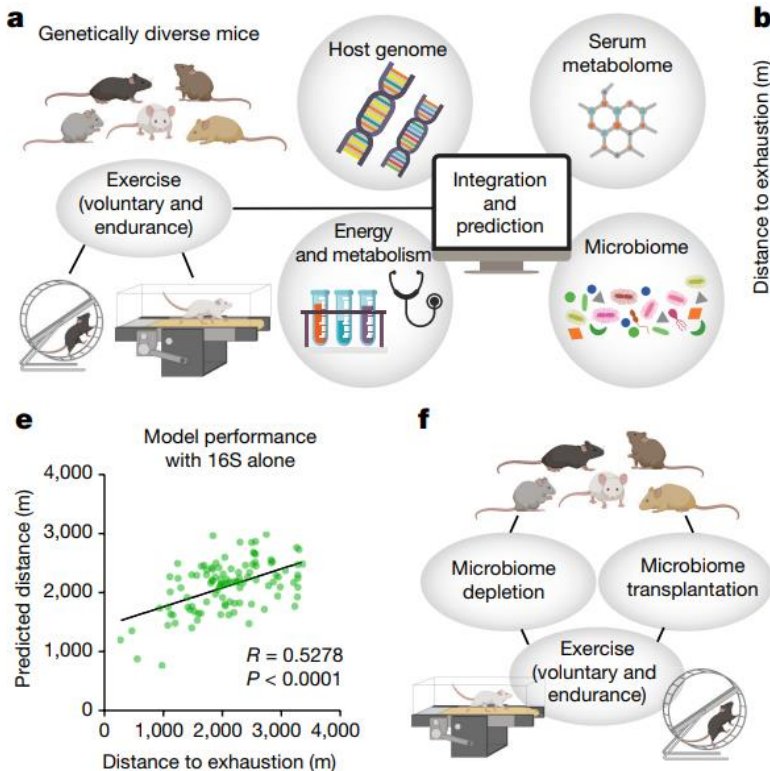 a
Genetically diverse mice
Host genome
Serum
metabolome
b
Distance to exhaustion (m)
Exercise
(voluntary and
endurance)
Integration
and
prediction
Energy
and metabolism
Microbiome
e
Model performance
with 16S alone
4,000
3,000
2,000
1,000
0
Predicted distance (m)
R = 0.5278
P < 0.0001
0 1,000 2,000 3,000 4,000
Distance to exhaustion (m)
f
Microbiome
depletion
Microbiome
transplantation
Exercise
(voluntary and
endurance)